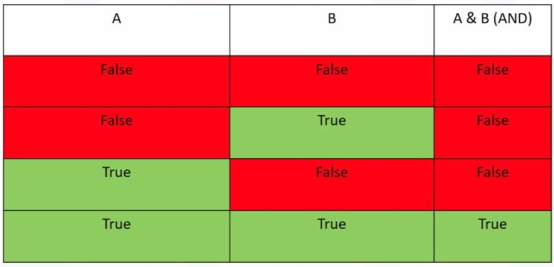 A B A & B (AND)
False False False
False True False
True False False
True True True